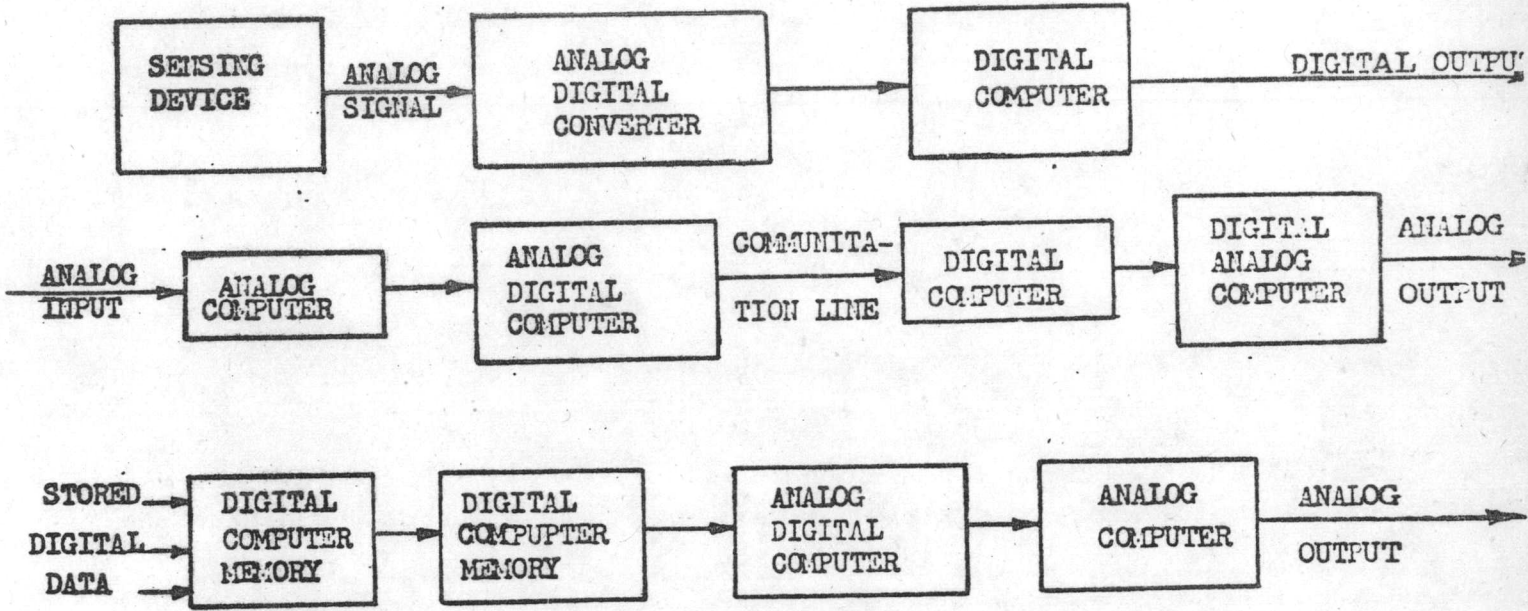 SENSING
DEVICE
ANALOG
SIGNAL
ANALOG
DIGITAL
CONVERTER
DIGITAL
COMPUTER
DIGITAL OUTPUT
ANALOG
INPUT
ANALOG
COMPUTER
ANALOG
DIGITAL
COMPUTER
COMMUNITA-
TION LINE
DIGITAL
COMPUTER
DIGITAL
ANALOG
COMPUTER
ANALOG
OUTPUT
STORED
DIGITAL
DATA
DIGITAL
COMPUTER
MEMORY
DIGITAL
COMPUPTER
MEMORY
ANALOG
DIGITAL
COMPUTER
ANALOG
COMPUTER
ANALOG
OUTPUT